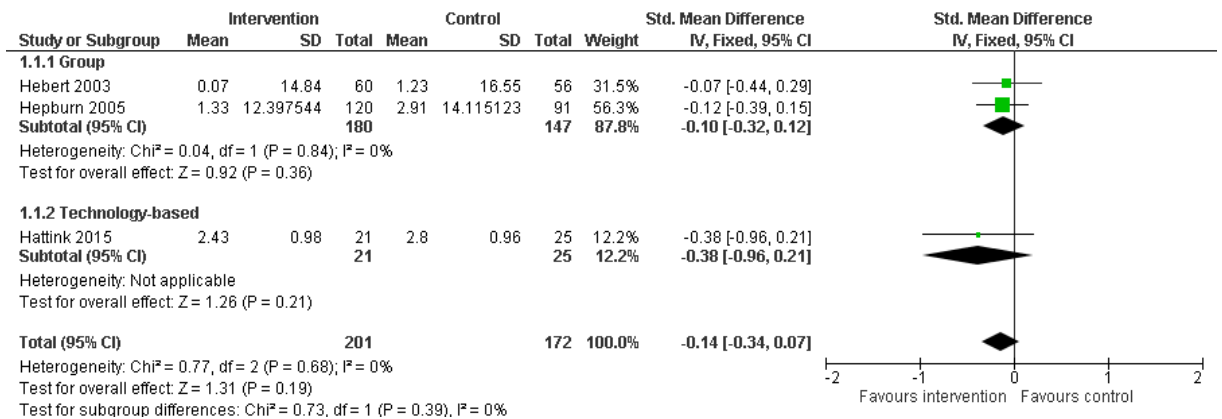 Intervention Control Std. Mean Difference Std. Mean Difference
Study or Subgroup Mean SD Total Mean SD Total Weight IV, Fixed, 95% CI IV, Fixed, 95% CI
1.1.1 Group
Hebert 2003 0.07 14.84 60 1.23 16.55 56 31.5% -0.07 [-0.44, 0.29]
Hepburn 2005 1.33 12.397544 120 2.91 14.115123 91 56.3% -0.12 [-0.39, 0.15]
Subtotal (95% CI) 180 147 87.8% -0.10 [-0.32, 0.12]
Heterogeneity: Chi² = 0.04, df = 1 (P = 0.84); I² = 0%
Test for overall effect: Z = 0.92 (P = 0.36)
1.1.2 Technology-based
Hattink 2015 2.43 0.98 21 2.8 0.96 25 12.2% -0.38 [-0.96, 0.21]
Subtotal (95% CI) 21 25 12.2% -0.38 [-0.96, 0.21]
Heterogeneity: Not applicable
Test for overall effect: Z = 1.26 (P = 0.21)
Total (95% CI) 201 172 100.0% -0.14 [-0.34, 0.07]
Heterogeneity: Chi² = 0.77, df = 2 (P = 0.68); I² = 0%
Test for overall effect: Z = 1.31 (P = 0.19)
Test for subgroup differences: Chi² = 0.73, df = 1 (P = 0.39), I² = 0%
-2 -1 0 1 2
Favours intervention Favours control